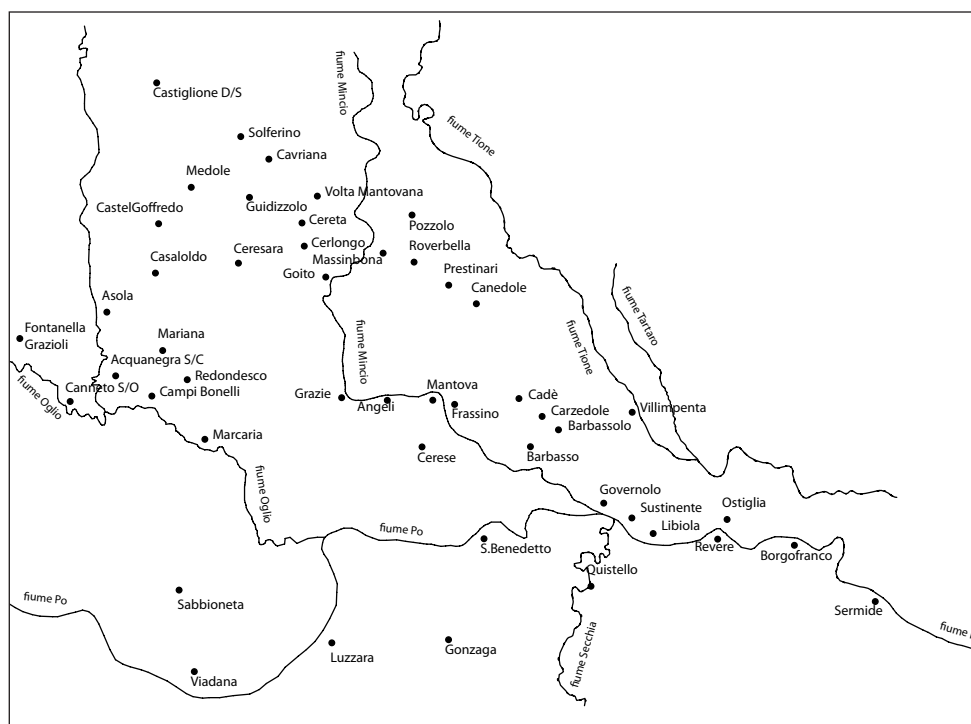 Castiglione D/S
fiume Mincio
fiume Tione
Solferino
Cavriana
Medole
Volta Mantovana
Guidizzolo
CastelGoffredo
Cereta
Pozzolo
Cerlongo
Roverbella
Ceresara
Massinbona
Casaloldo
Goito
Prestinari
Canedole
Asola
fiume Tartaro
Fontanella
Grazioli
Mariana
fiume Mincio
fiume Tione
Acquanegra S/C
Redondesco
Canneto S/O
Campi Bonelli
fiume Oglio
Grazie
Angeli
Mantova
Frassino
Cadè
Carzedole
Villimpenta
Barbassolo
Marcaria
Cerese
Barbasso
fiume Oglio
Governolo
Sustinente
Ostiglia
Libiola
fiume Po
S.Benedetto
Revere
Borgofranco
Quistello
fiume Po
Sabbioneta
Sermide
fiume Secchia
Luzzara
Gonzaga
Viadana
fiume